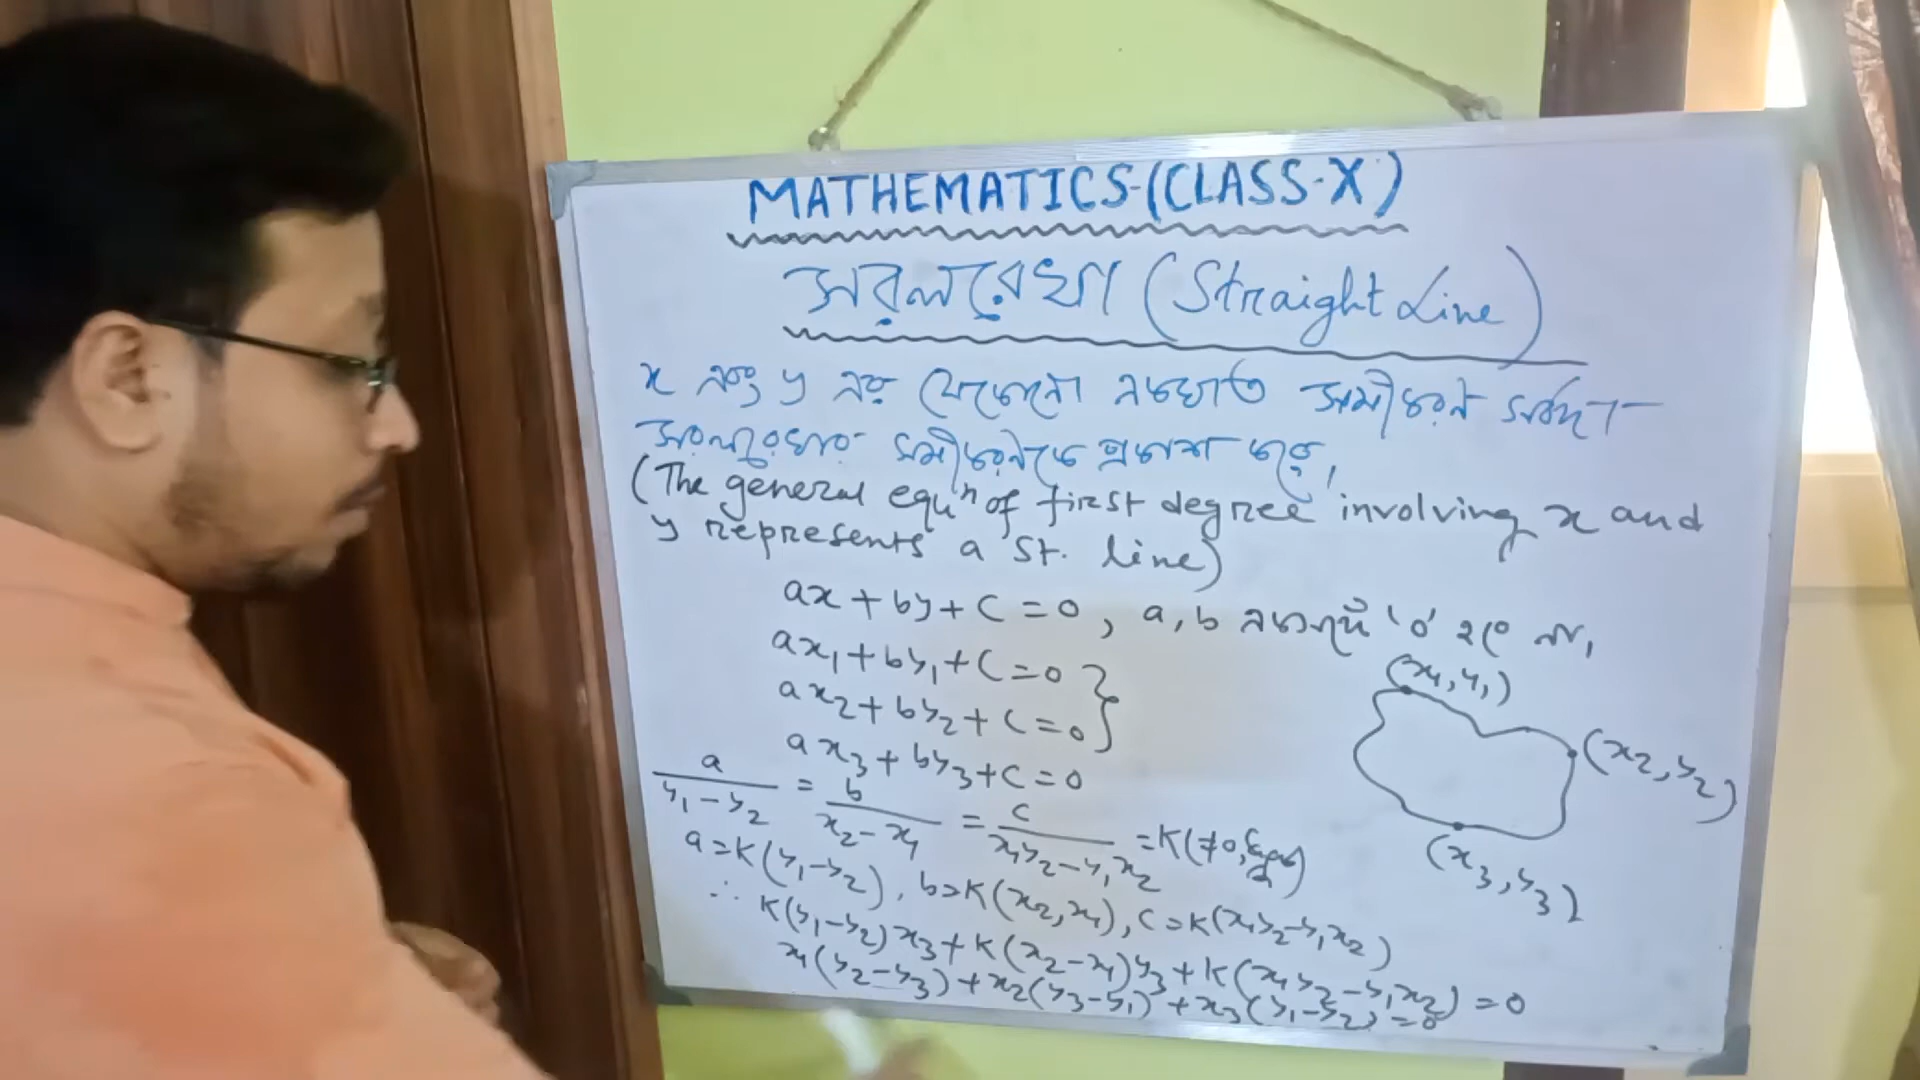 MATHEMATICS-(CLASS-X)
সরলরেখা (Straight Line)
x এবং y এর যেকোনো একঘাত সমীকরণ সর্বদা
সরলরেখার সমীকরণকে প্রকাশ করে,
(The general equⁿ of first degree involving x and
y represents a st. line)
ax + by + c = 0, a, b একসাথে '0' হবে না,
ax₁ + by₁ + c = 0 }
ax₂ + by₂ + c = 0 }
ax₃ + by₃ + c = 0
a/(y₁ - y₂) = b/(x₂ - x₁) = c/(x₁y₂ - y₁x₂) = K (≠0,
a = K(y₁ - y₂), b = K(x₂, x₁), c = K(x₁y₂ - y₁x₂)
∴ K(y₁ - y₂)x₃ + K(x₂ - x₁)y₃ + K(x₁y₂ - y₁x₂) = 0
x₁(y₂ - y₃) + x₂(y₃ - y₁) + x₃(y₁ - y₂) = 0
(x₁, y₁)
(x₂, y₂)
(x₃, y₃)